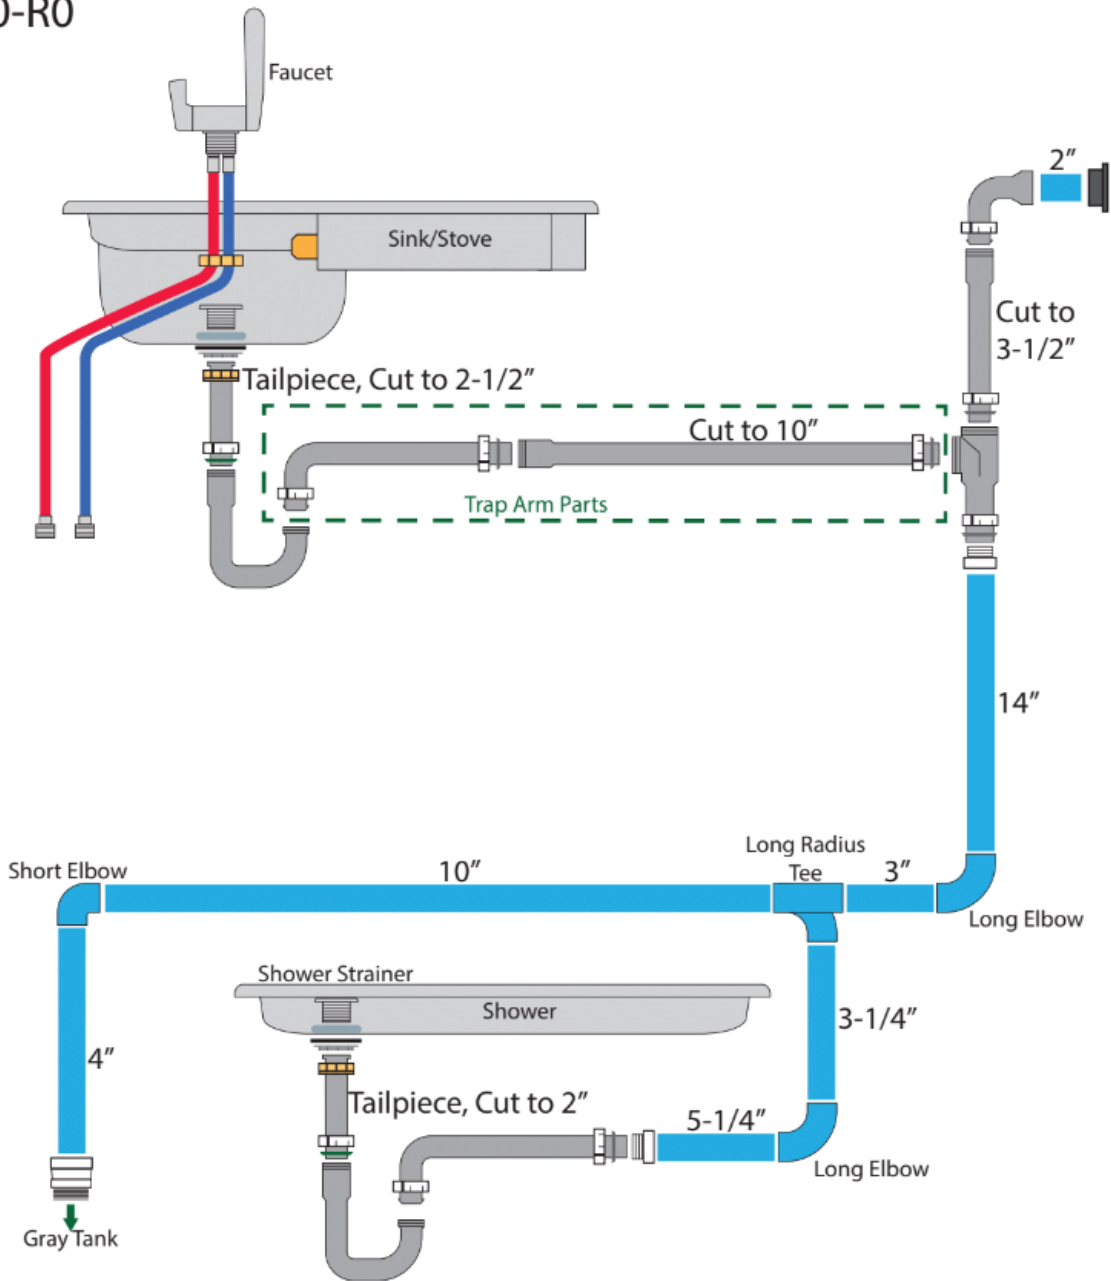 0-R0
Faucet
2”
Sink/Stove
Cut to
3-1/2”
Tailpiece, Cut to 2-1/2”
Cut to 10”
Trap Arm Parts
14”
Long Radius
Tee
Short Elbow
10”
3”
Long Elbow
Shower Strainer
Shower
3-1/4”
4”
Tailpiece, Cut to 2”
5-1/4”
Long Elbow
Gray Tank